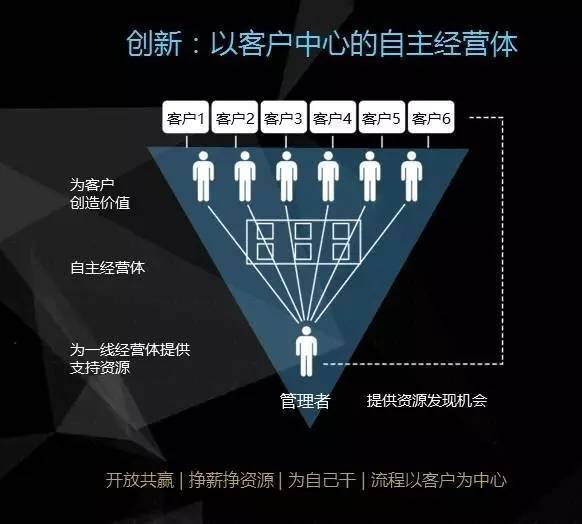 创新：以客户中心的自主经营体
客户1 客户2 客户3 客户4 客户5 客户6
为客户
创造价值
自主经营体
为一线经营体提供
支持资源
管理者
提供资源发现机会
开放共赢 | 挣薪挣资源 | 为自己干 | 流程以客户为中心